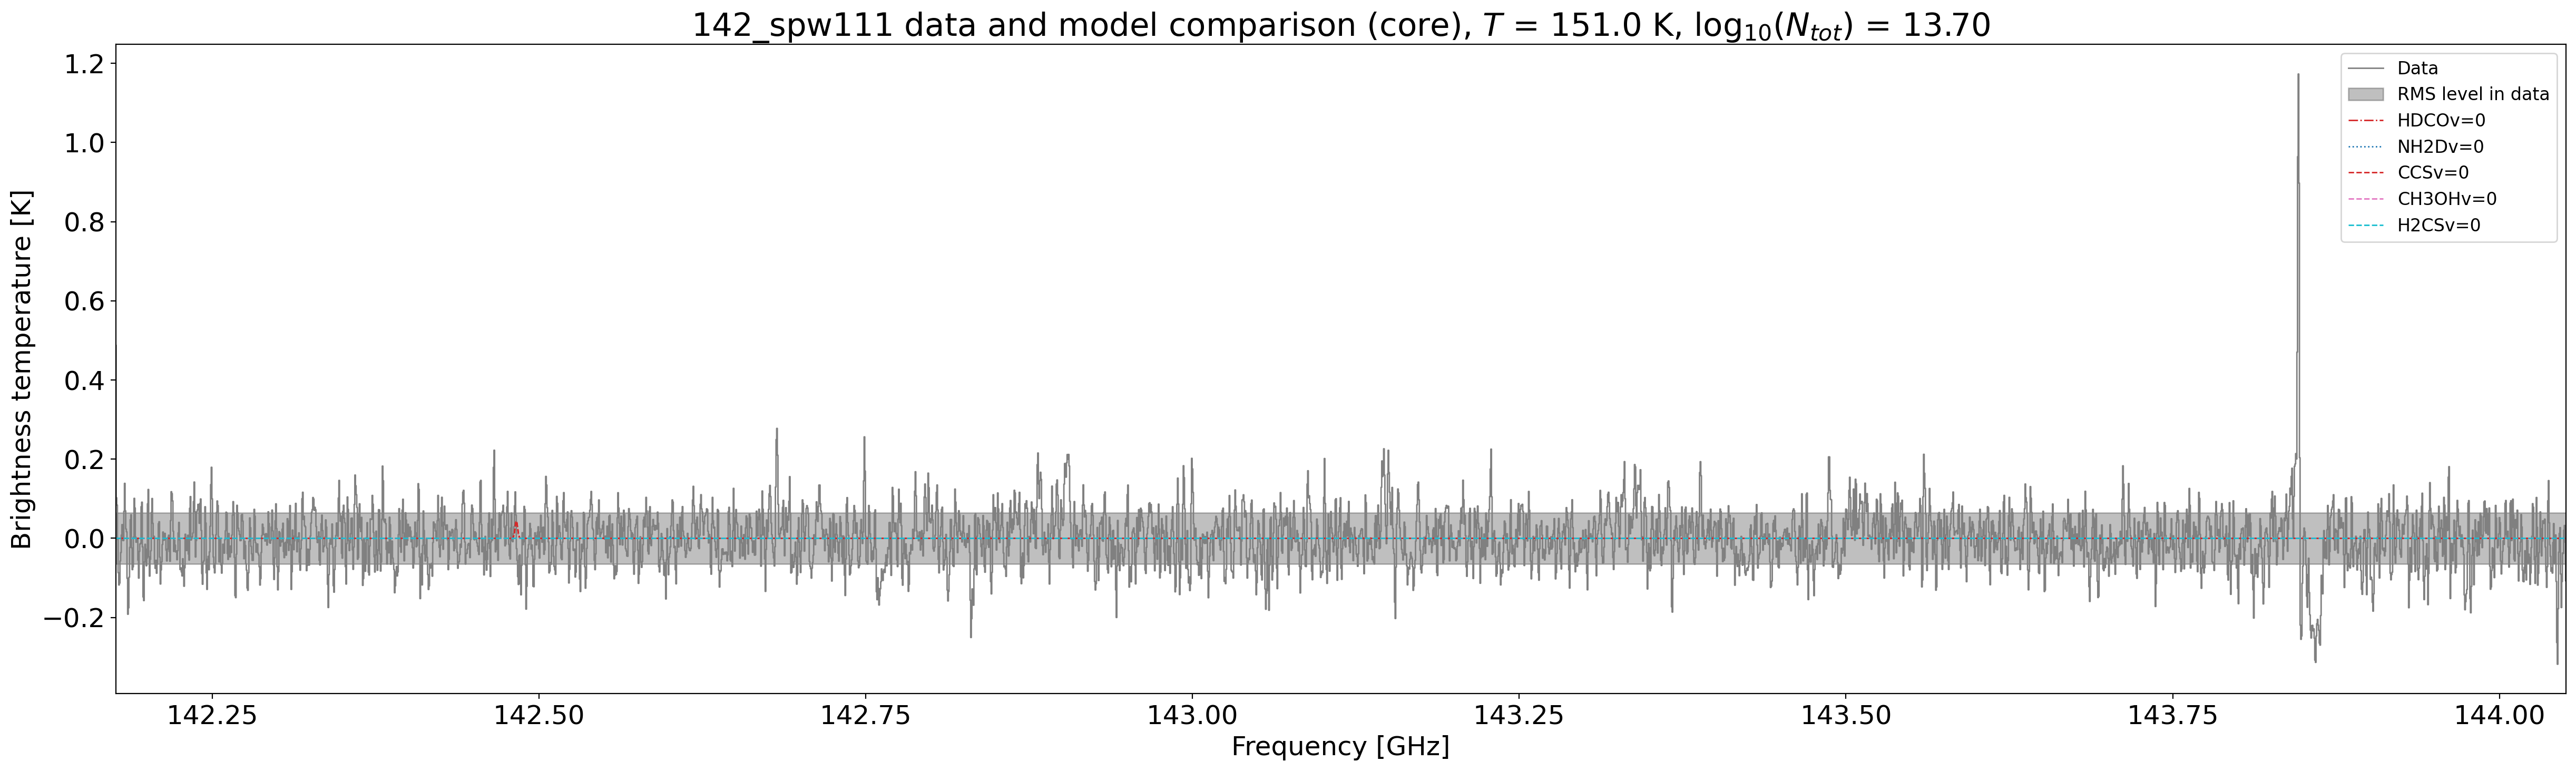 142_spw111 data and model comparison (core), T = 151.0 K, log₁₀(Nₜₒₜ) = 13.70
Brightness temperature [K]
1.2
1.0
0.8
0.6
0.4
0.2
0.0
−0.2
Data
RMS level in data
HDCOv=0
NH2Dv=0
CCSv=0
CH3OHv=0
H2CSv=0
142.25 142.50 142.75 143.00 143.25 143.50 143.75 144.00
Frequency [GHz]